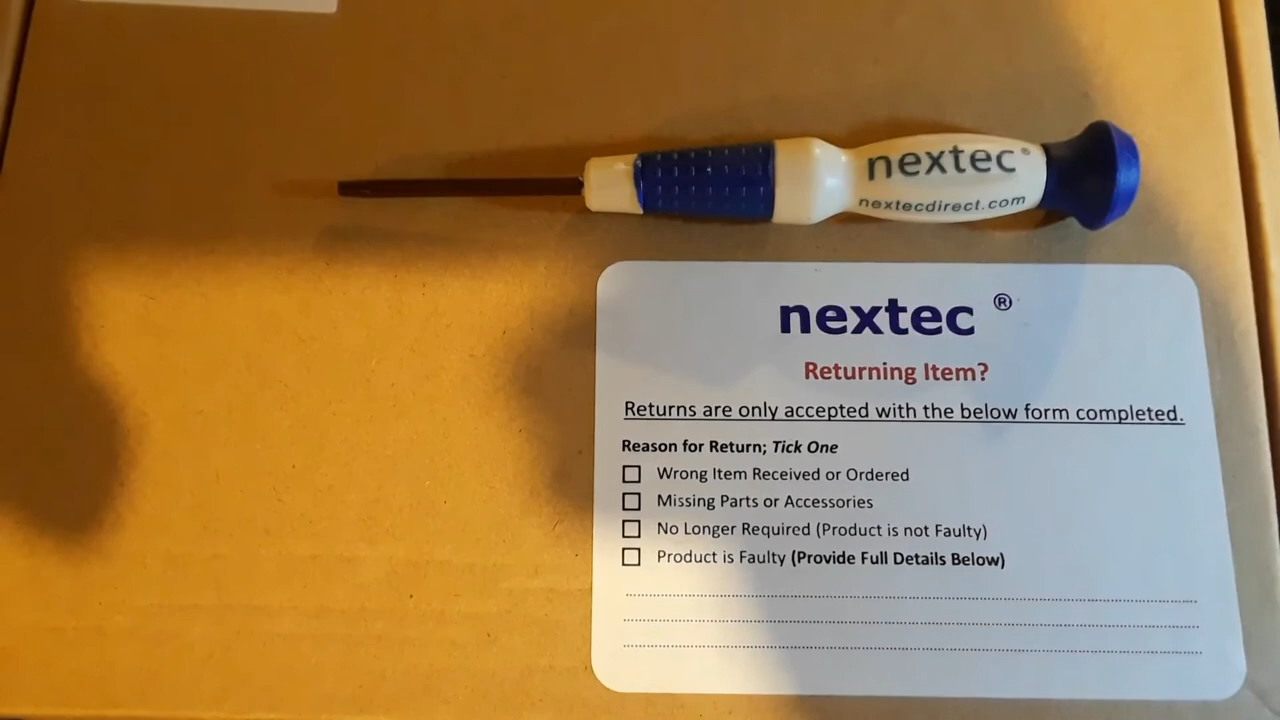 nextec®
nextecdirect.com
nextec ®
Returning Item?
Returns are only accepted with the below form completed.
Reason for Return; Tick One
Wrong Item Received or Ordered
Missing Parts or Accessories
No Longer Required (Product is not Faulty)
Product is Faulty (Provide Full Details Below)